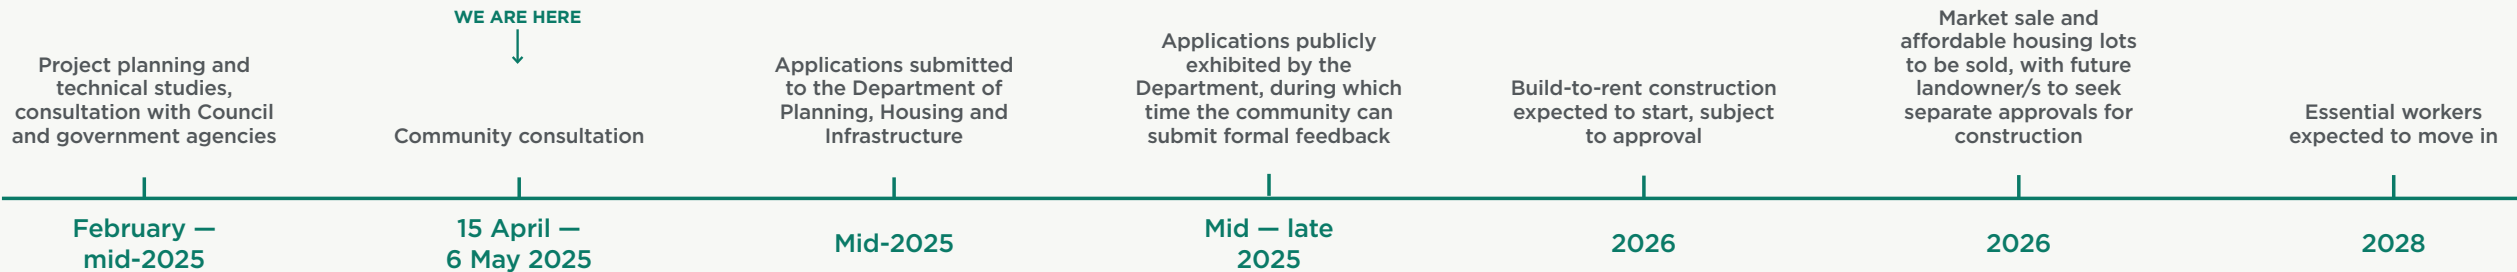 WE ARE HERE
Project planning and
technical studies,
consultation with Council
and government agencies
Community consultation
Applications submitted
to the Department of
Planning, Housing and
Infrastructure
Applications publicly
exhibited by the
Department, during which
time the community can
submit formal feedback
Build-to-rent construction
expected to start, subject
to approval
Market sale and
affordable housing lots
to be sold, with future
landowner/s to seek
separate approvals for
construction
Essential workers
expected to move in
February —
mid-2025
15 April —
6 May 2025
Mid-2025
Mid — late
2025
2026
2026
2028